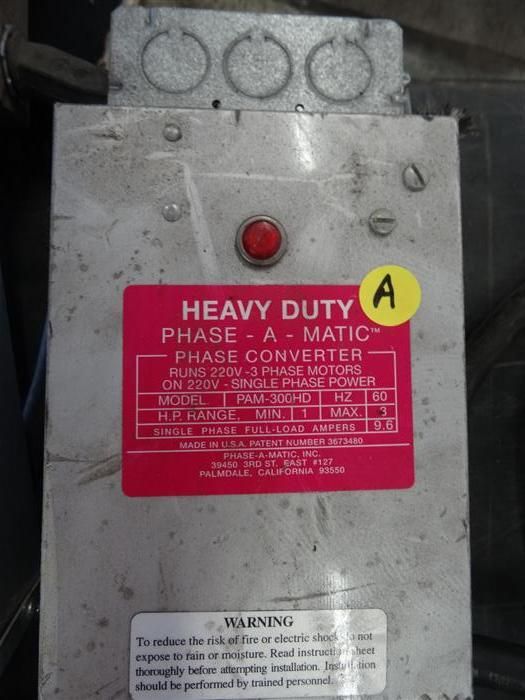 A
HEAVY DUTY
PHASE - A - MATIC™
PHASE CONVERTER
RUNS 220V - 3 PHASE MOTORS
ON 220V - SINGLE PHASE POWER
MODEL PAM-300HD HZ 60
H.P. RANGE, MIN. 1 MAX. 3
SINGLE PHASE FULL-LOAD AMPERS 9.6
MADE IN U.S.A. PATENT NUMBER 3673480
PHASE-A-MATIC, INC.
39450 3RD ST. EAST #127
PALMDALE, CALIFORNIA 93550
WARNING
To reduce the risk of fire or electric shock do not
expose to rain or moisture. Read instruction sheet
thoroughly before attempting installation. Installation
should be performed by trained personnel.